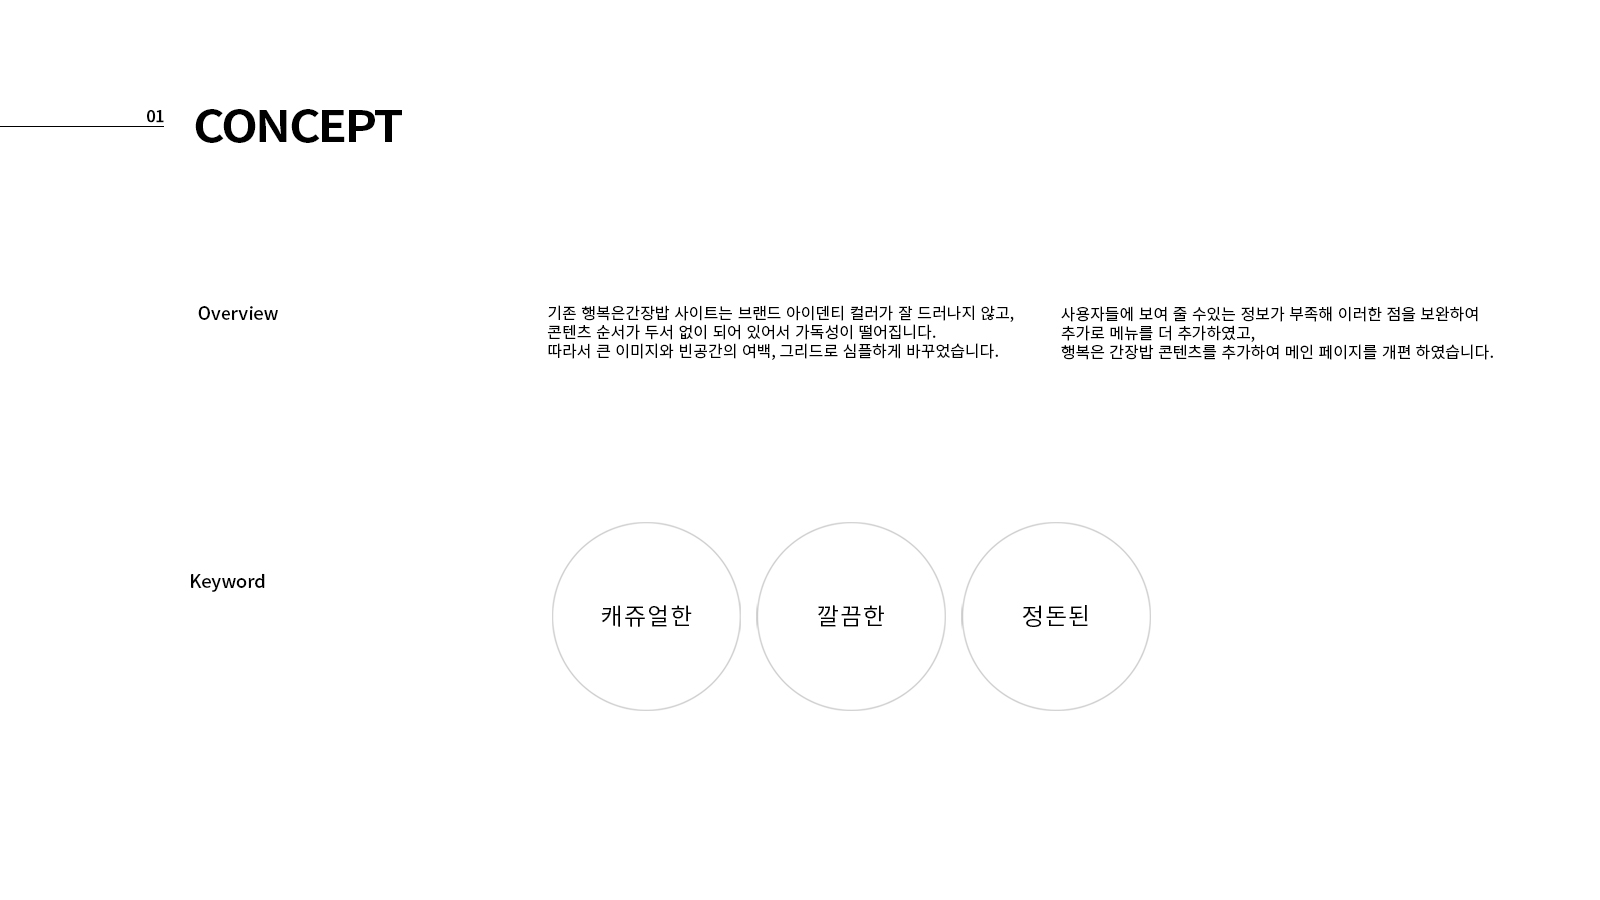 01
CONCEPT
Overview
기존 행복은간장밥 사이트는 브랜드 아이덴티 컬러가 잘 드러나지 않고,
콘텐츠 순서가 두서 없이 되어 있어서 가독성이 떨어집니다.
따라서 큰 이미지와 빈공간의 여백, 그리드로 심플하게 바꾸었습니다.
사용자들에 보여 줄 수있는 정보가 부족해 이러한 점을 보완하여
추가로 메뉴를 더 추가하였고,
행복은 간장밥 콘텐츠를 추가하여 메인 페이지를 개편 하였습니다.
Keyword
캐쥬얼한
깔끔한
정돈된